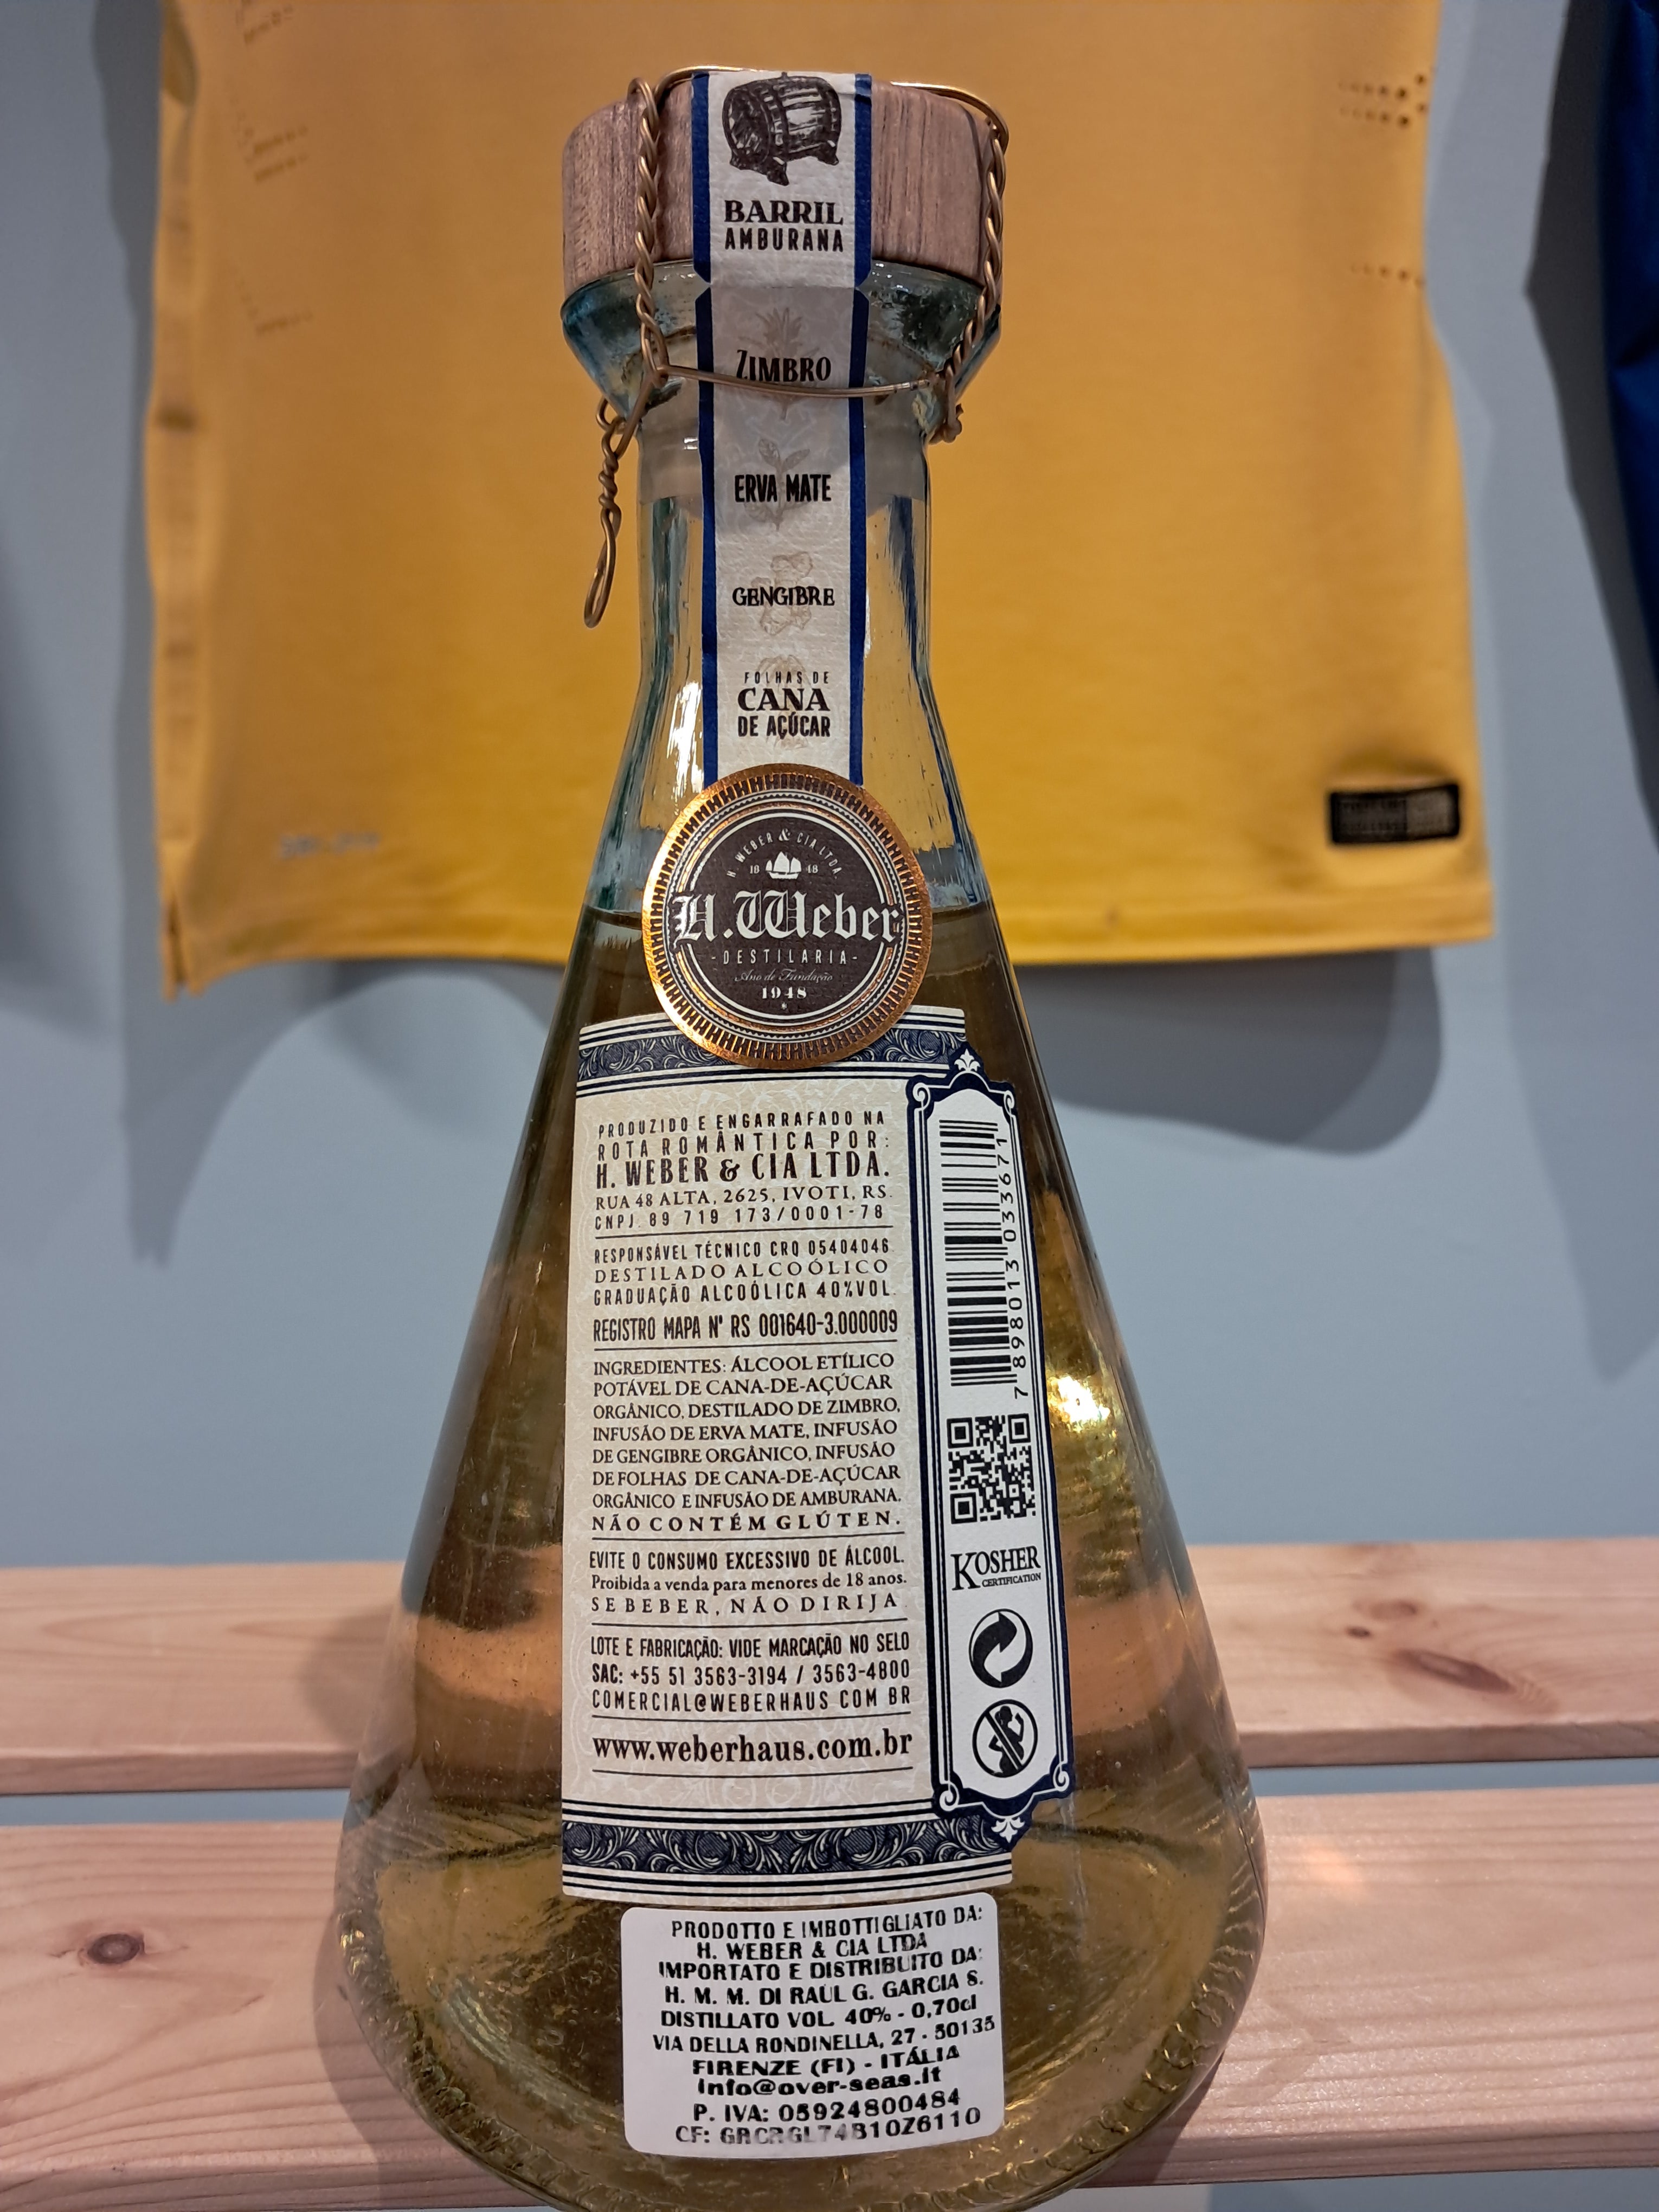 BARRIL
AMBURANA
ZIMBRO
ERVA MATE
GENGIBRE
FOLHAS DE
CANA
DE AÇÚCAR
H. WEBER & CIA LTDA.
18 48
H. Weber
-DESTILARIA-
Ano de Fundação
1948
PRODUZIDO E ENGARRAFADO NA
ROTA ROMÂNTICA POR:
H. WEBER & CIA LTDA.
RUA 48 ALTA, 2625, IVOTI, RS.
CNPJ. 89 719 173/0001-78
RESPONSÁVEL TÉCNICO CRQ 05404046
DESTILADO ALCOÓLICO
GRADUAÇÃO ALCOÓLICA 40%VOL.
REGISTRO MAPA Nº RS 001640-3.000009
INGREDIENTES: ÁLCOOL ETÍLICO
POTÁVEL DE CANA-DE-AÇÚCAR
ORGÂNICO, DESTILADO DE ZIMBRO,
INFUSÃO DE ERVA MATE, INFUSÃO
DE GENGIBRE ORGÂNICO, INFUSÃO
DE FOLHAS DE CANA-DE-AÇÚCAR
ORGÂNICO E INFUSÃO DE AMBURANA.
NÃO CONTÉM GLÚTEN.
EVITE O CONSUMO EXCESSIVO DE ÁLCOOL.
Proibida a venda para menores de 18 anos.
SE BEBER, NÃO DIRIJA
LOTE E FABRICAÇÃO: VIDE MARCAÇÃO NO SELO
SAC: +55 51 3563-3194 / 3563-4800
COMERCIAL@WEBERHAUS COM BR
www.weberhaus.com.br
7 898013 033671
KOSHER
CERTIFICATION
PRODOTTO E IMBOTTIGLIATO DA:
H. WEBER & CIA LTDA
IMPORTATO E DISTRIBUITO DA:
H. M. M. DI RAUL G. GARCIA S.
DISTILLATO VOL. 40% - 0,70cl
VIA DELLA RONDINELLA, 27 - 50135
FIRENZE (FI) - ITÁLIA
info@over-seas.it
P. IVA: 05924800484
CF: GRCRGL74B10Z6110